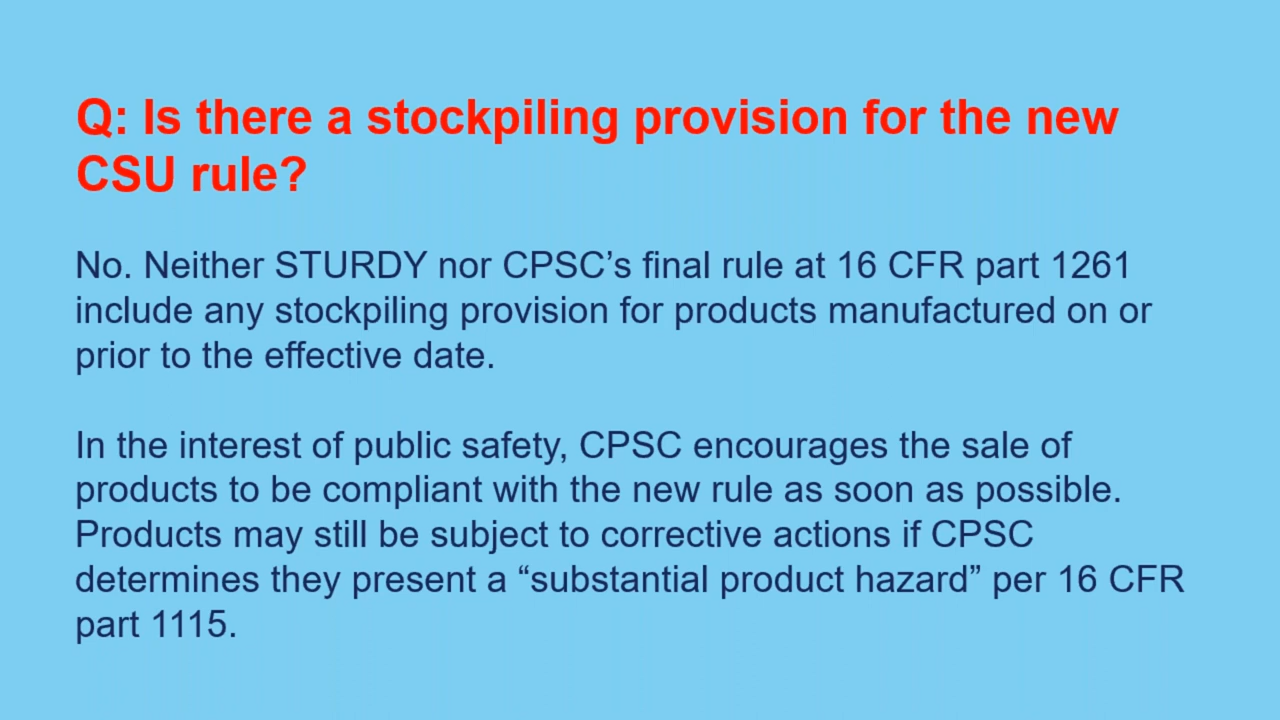 Q: Is there a stockpiling provision for the new
CSU rule?
No. Neither STURDY nor CPSC’s final rule at 16 CFR part 1261
include any stockpiling provision for products manufactured on or
prior to the effective date.
In the interest of public safety, CPSC encourages the sale of
products to be compliant with the new rule as soon as possible.
Products may still be subject to corrective actions if CPSC
determines they present a “substantial product hazard” per 16 CFR
part 1115.